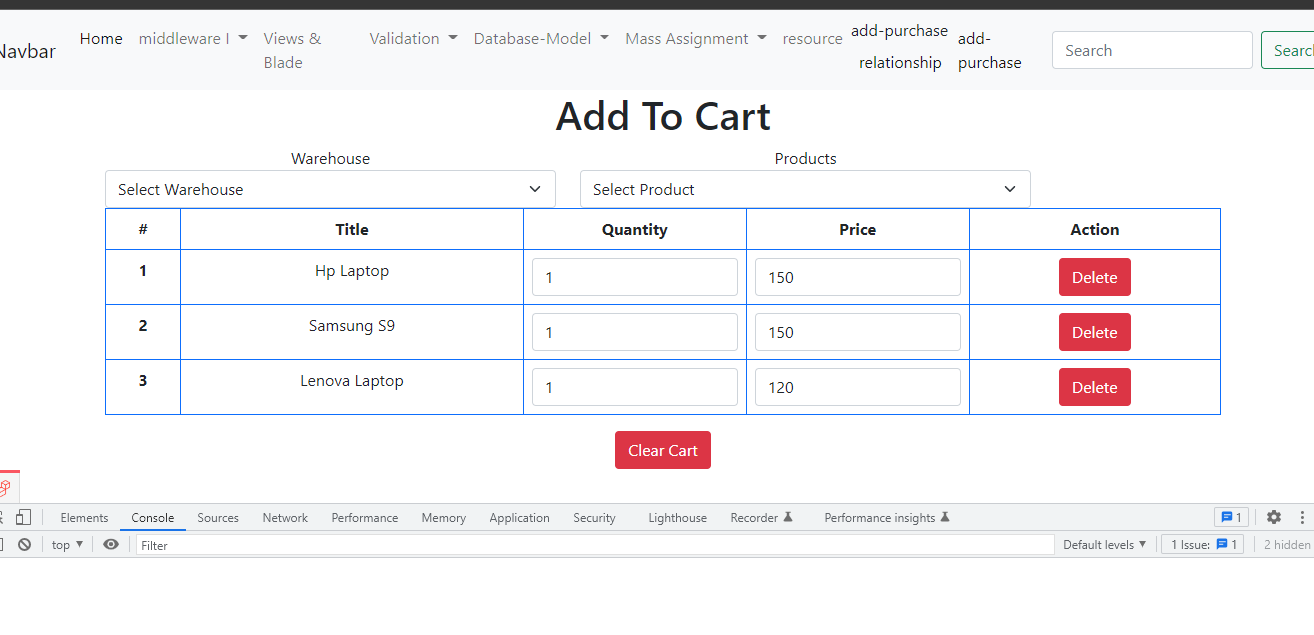 Navbar Home middleware I Views & Blade Validation Database-Model Mass Assignment resource add-purchase relationship add-purchase Search Search
Add To Cart
Warehouse Products
Select Warehouse Select Product
# Title Quantity Price Action
1 Hp Laptop 1 150 Delete
2 Samsung S9 1 150 Delete
3 Lenova Laptop 1 120 Delete
Clear Cart
Elements Console Sources Network Performance Memory Application Security Lighthouse Recorder Performance insights 1
top Filter Default levels 1 Issue: 1 2 hidden